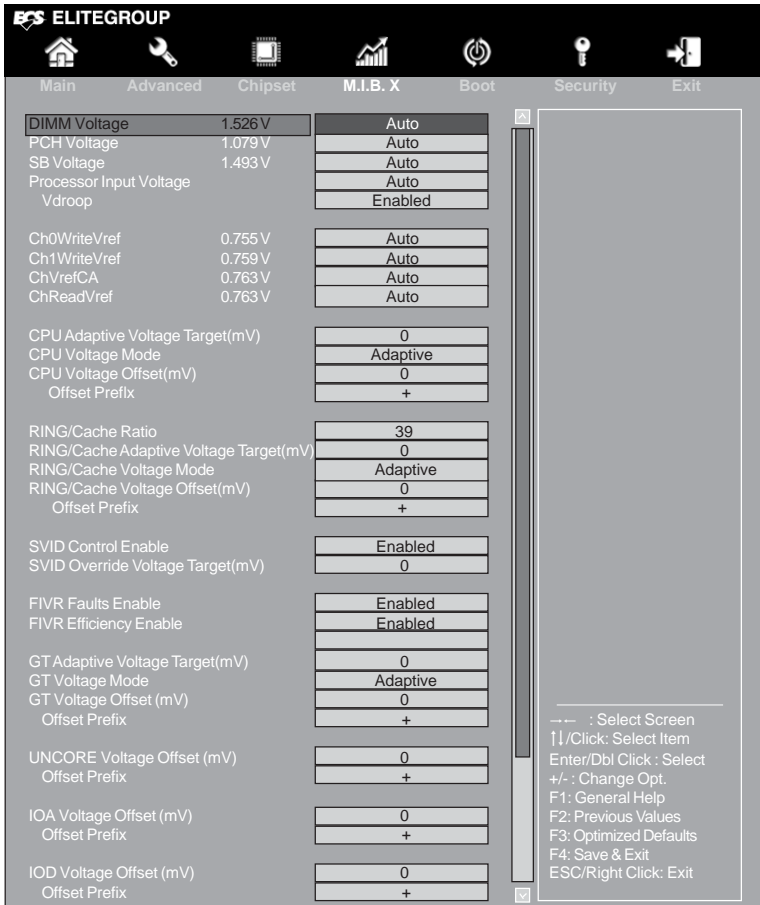 ECS ELITEGROUP
Main Advanced Chipset M.I.B. X Boot Security Exit
DIMM Voltage 1.526 V Auto
PCH Voltage 1.079 V Auto
SB Voltage 1.493 V Auto
Processor Input Voltage Auto
Vdroop Enabled
Ch0WriteVref 0.755 V Auto
Ch1WriteVref 0.759 V Auto
ChVrefCA 0.763 V Auto
ChReadVref 0.763 V Auto
CPU Adaptive Voltage Target(mV) 0
CPU Voltage Mode Adaptive
CPU Voltage Offset(mV) 0
Offset Preflx +
RING/Cache Ratio 39
RING/Cache Adaptive Voltage Target(mV) 0
RING/Cache Voltage Mode Adaptive
RING/Cache Voltage Offset(mV) 0
Offset Prefix +
SVID Control Enable Enabled
SVID Override Voltage Target(mV) 0
FIVR Faults Enable Enabled
FIVR Efficiency Enable Enabled
GT Adaptive Voltage Target(mV) 0
GT Voltage Mode Adaptive
GT Voltage Offset (mV) 0
Offset Prefix +
UNCORE Voltage Offset (mV) 0
Offset Prefix +
IOA Voltage Offset (mV) 0
Offset Prefix +
IOD Voltage Offset (mV) 0
Offset Prefix +
→← : Select Screen
↑↓/Click: Select Item
Enter/Dbl Click : Select
+/- : Change Opt.
F1: General Help
F2: Previous Values
F3: Optimized Defaults
F4: Save & Exit
ESC/Right Click: Exit